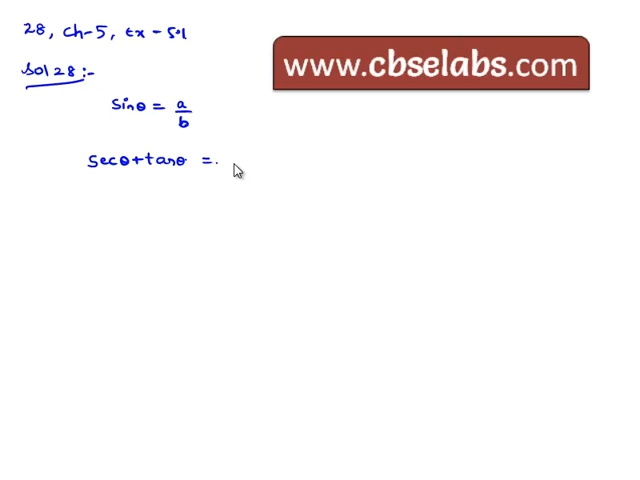 28, ch-5, Ex-5.1
www.cbselabs.com
Sol 28 :-
sinθ = a/b
secθ+tanθ =